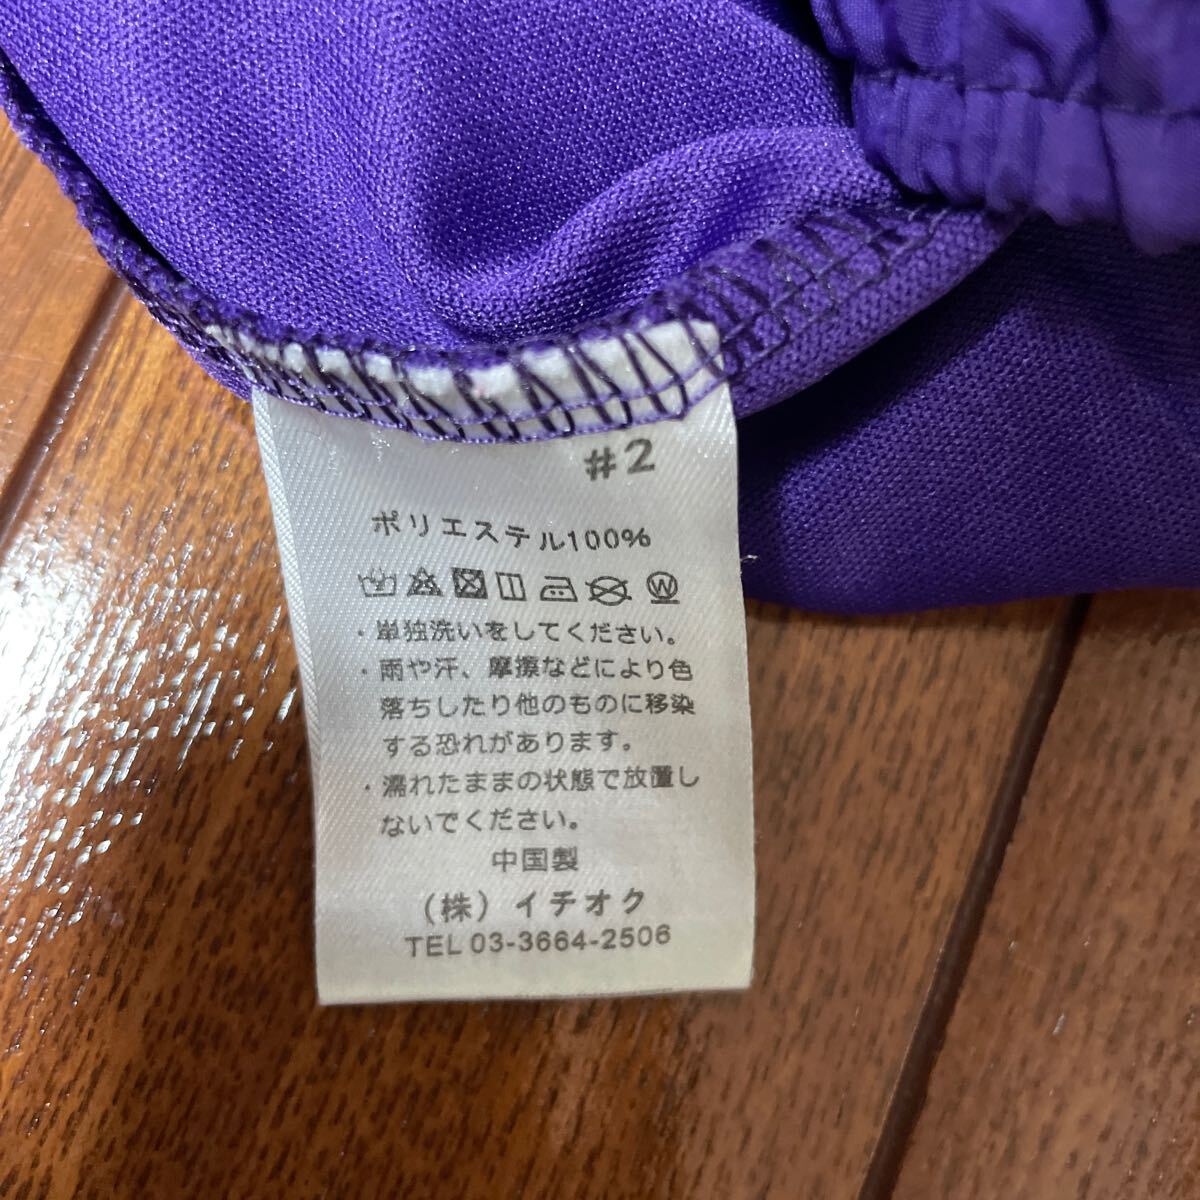 #2
ポリエステル100%
W
・単独洗いをしてください。
・雨や汗、摩擦などにより色
落ちしたり他のものに移染
する恐れがあります。
・濡れたままの状態で放置し
ないでください。
中国製
(株)イチオク
TEL 03-3664-2506